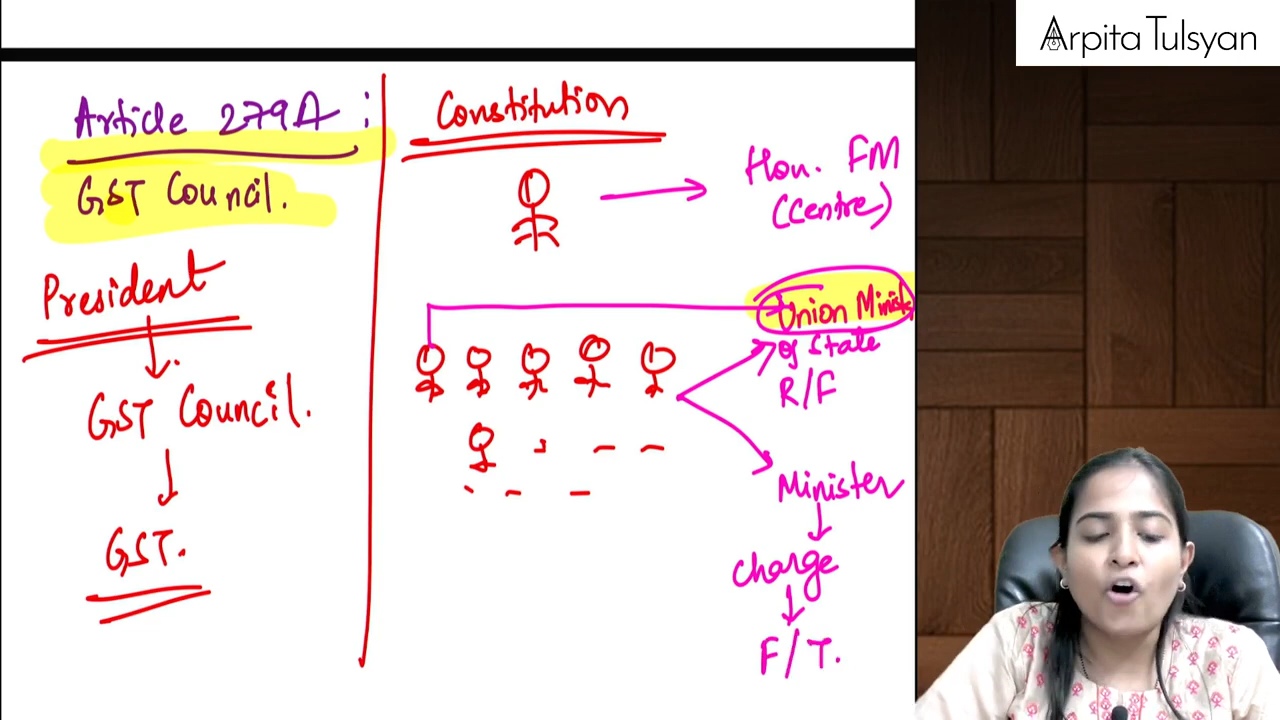 Arpita Tulsyan
Article 279A :
GST Council.
President
GST Council.
GST.
Constitution
Hon. FM
(Centre)
Union Minist
of State
R/F
Minister
Charge
F/T.